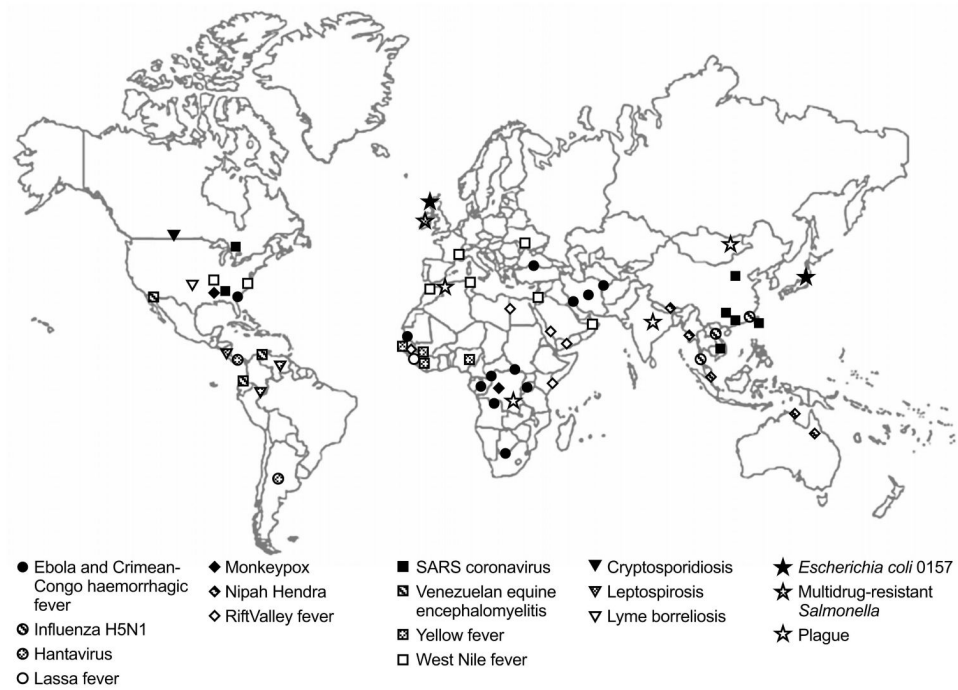 Ebola and Crimean-
Congo haemorrhagic
fever
Influenza H5N1
Hantavirus
Lassa fever
Monkeypox
Nipah Hendra
RiftValley fever
SARS coronavirus
Venezuelan equine
encephalomyelitis
Yellow fever
West Nile fever
Cryptosporidiosis
Leptospirosis
Lyme borreliosis
Escherichia coli 0157
Multidrug-resistant
Salmonella
Plague